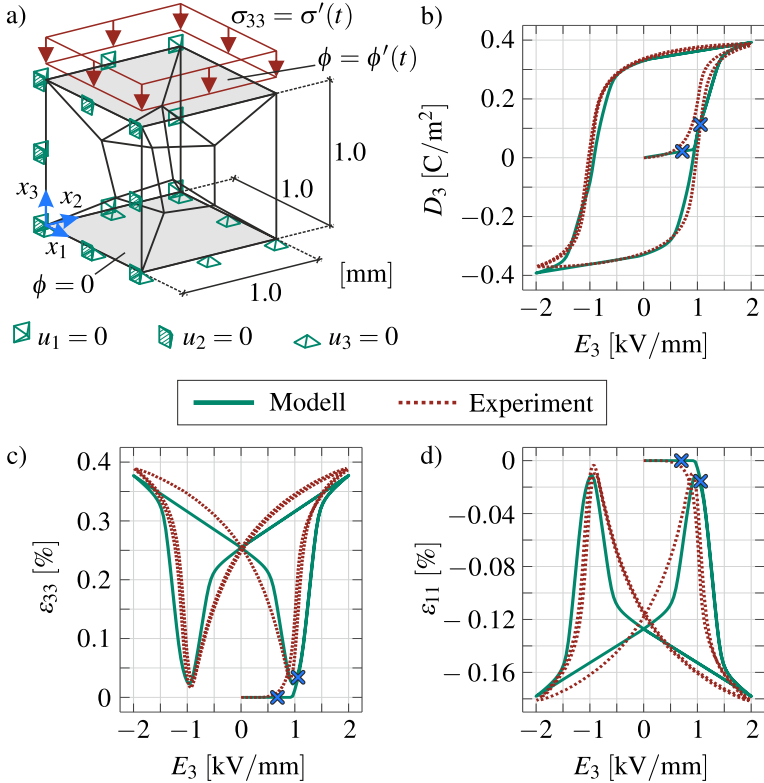 a)
σ₃₃ = σ′(t)
ϕ = ϕ′(t)
1.0
1.0
1.0
[mm]
x₃
x₂
x₁
ϕ = 0
u₁ = 0
u₂ = 0
u₃ = 0
b)
D₃ [C/m²]
0.4
0.2
0
−0.2
−0.4
−2 −1 0 1 2
E₃ [kV/mm]
Modell
Experiment
c)
ε₃₃ [%]
0.4
0.3
0.2
0.1
0
−2 −1 0 1 2
E₃ [kV/mm]
d)
ε₁₁ [%]
0
−0.04
−0.08
−0.12
−0.16
−2 −1 0 1 2
E₃ [kV/mm]